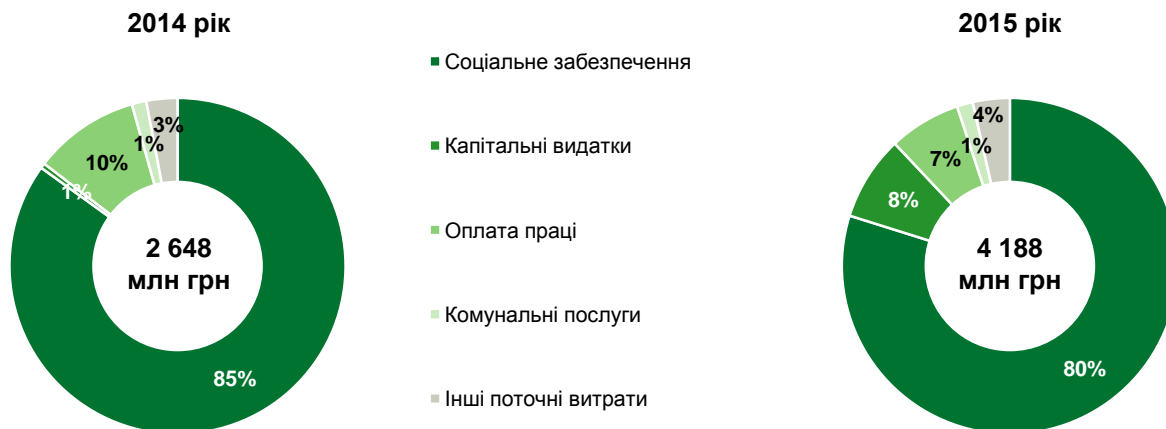 2014 рік
3%
1%
10%
1%
2 648
млн грн
85%
Соціальне забезпечення
Капітальні видатки
Оплата праці
Комунальні послуги
Інші поточні витрати
2015 рік
4%
1%
7%
8%
4 188
млн грн
80%